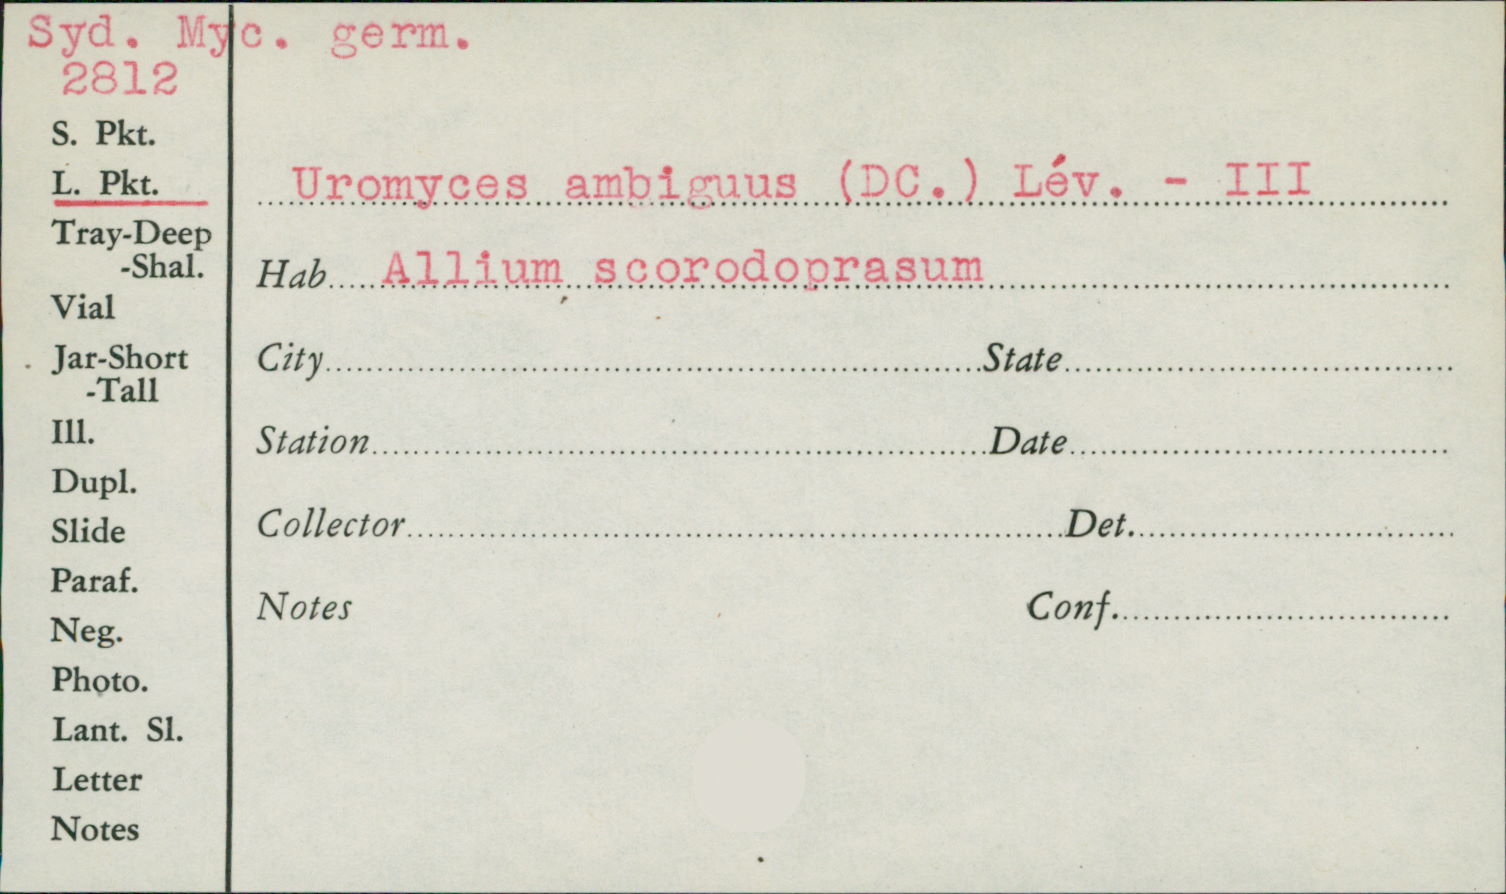 Syd. Myc. germ.
2812
S. Pkt.
L. Pkt.
Tray-Deep
-Shal.
Vial
Jar-Short
-Tall
Ill.
Dupl.
Slide
Paraf.
Neg.
Photo.
Lant. Sl.
Letter
Notes
Uromyces ambiguus (DC.) Lév. - III
Hab. Allium scorodoprasum
City State
Station Date
Collector Det.
Notes Conf.